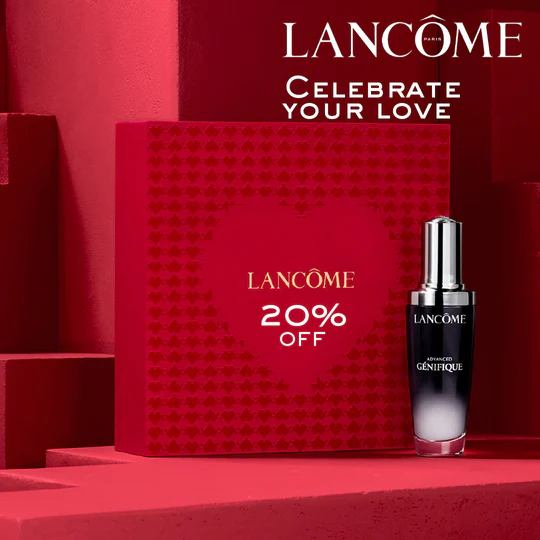 LANCÔME
PARIS
CELEBRATE
YOUR LOVE
LANCÔME
20%
OFF
LANCÔME
ADVANCED
GÉNIFIQUE